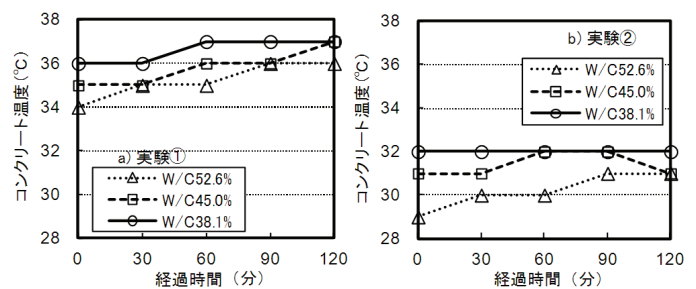 コンクリート温度(℃)
38
36
34
32
30
28
a) 実験①
W/C52.6%
W/C45.0%
W/C38.1%
0
30
60
90
120
経過時間(分)
コンクリート温度(℃)
38
36
34
32
30
28
b) 実験②
W/C52.6%
W/C45.0%
W/C38.1%
0
30
60
90
120
経過時間(分)